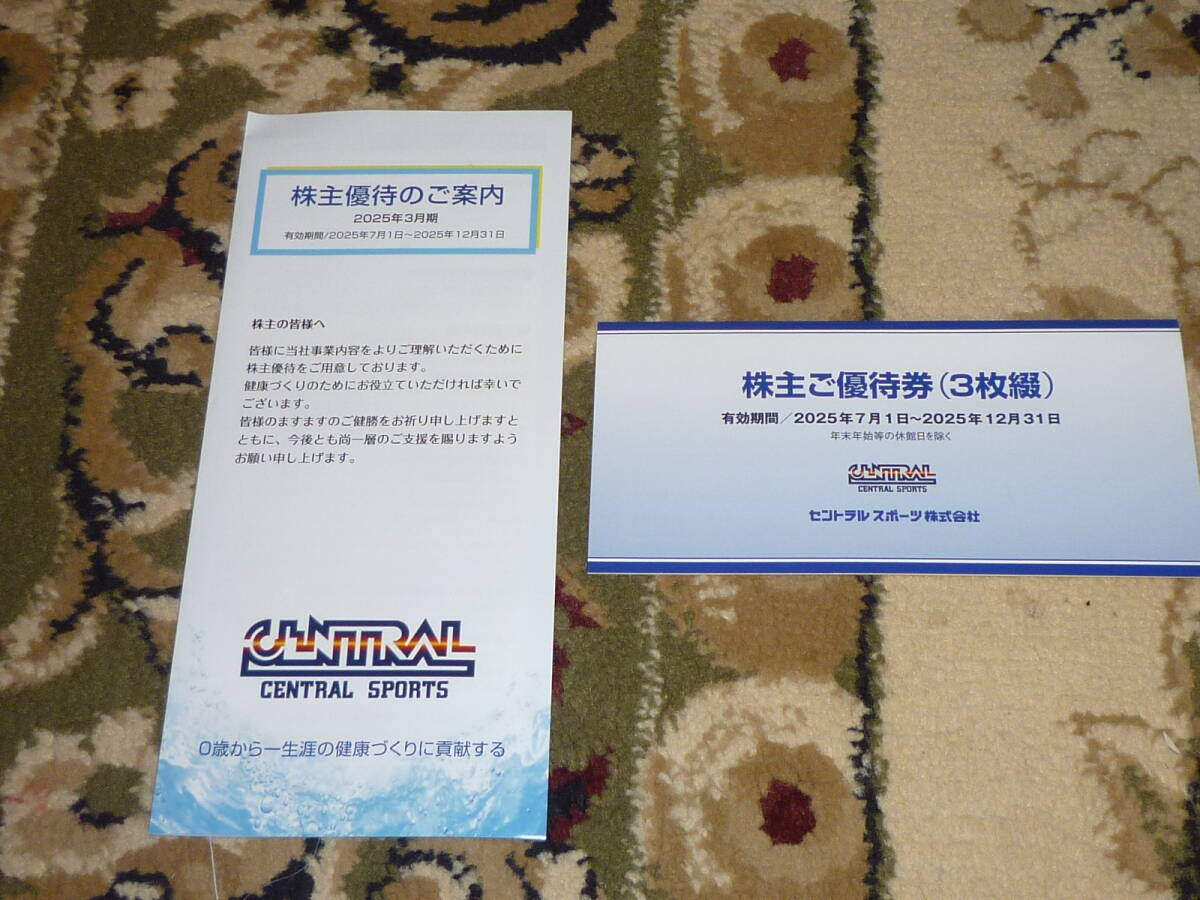 株主優待のご案内
2025年3月期
有効期間/2025年7月1日～2025年12月31日
株主の皆様へ
皆様に当社事業内容をよりご理解いただくために
株主優待をご用意しております。
健康づくりのためにお役立ていただければ幸いで
ございます。
皆様のますますのご健勝をお祈り申し上げますと
ともに、今後とも尚一層のご支援を賜りますよう
お願い申し上げます。
CENTRAL
CENTRAL SPORTS
0歳から一生涯の健康づくりに貢献する
株主ご優待券(3枚綴)
有効期間／2025年7月1日～2025年12月31日
年末年始等の休館日を除く
CENTRAL
CENTRAL SPORTS
セントラルスポーツ株式会社